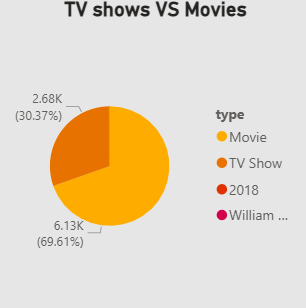 TV shows VS Movies
2.68K
(30.37%)
type
Movie
TV Show
2018
William ...
6.13K
(69.61%)